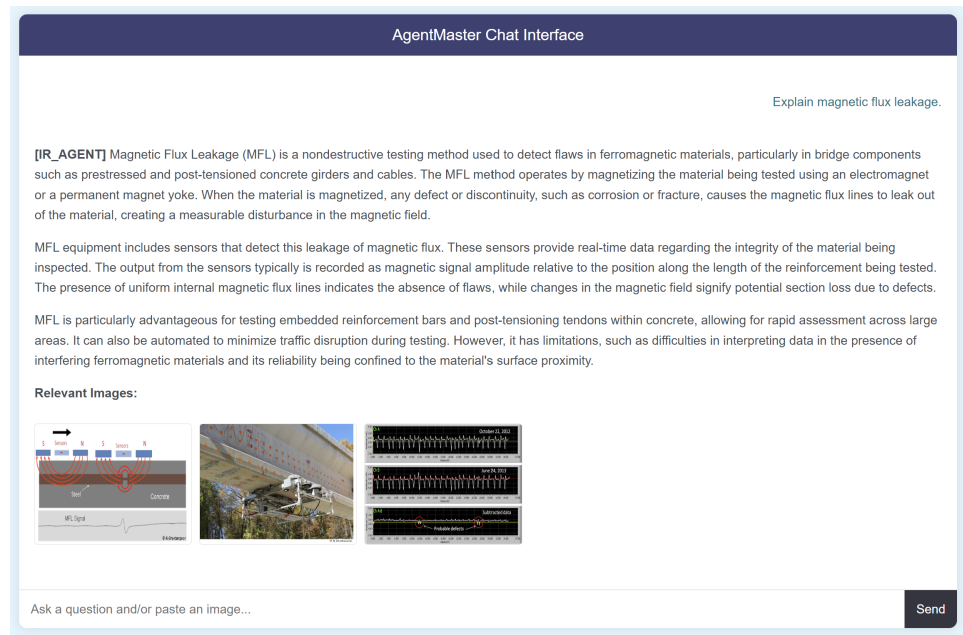 AgentMaster Chat Interface
Explain magnetic flux leakage.
[IR_AGENT] Magnetic Flux Leakage (MFL) is a nondestructive testing method used to detect flaws in ferromagnetic materials, particularly in bridge components
such as prestressed and post-tensioned concrete girders and cables. The MFL method operates by magnetizing the material being tested using an electromagnet
or a permanent magnet yoke. When the material is magnetized, any defect or discontinuity, such as corrosion or fracture, causes the magnetic flux lines to leak out
of the material, creating a measurable disturbance in the magnetic field.
MFL equipment includes sensors that detect this leakage of magnetic flux. These sensors provide real-time data regarding the integrity of the material being
inspected. The output from the sensors typically is recorded as magnetic signal amplitude relative to the position along the length of the reinforcement being tested.
The presence of uniform internal magnetic flux lines indicates the absence of flaws, while changes in the magnetic field signify potential section loss due to defects.
MFL is particularly advantageous for testing embedded reinforcement bars and post-tensioning tendons within concrete, allowing for rapid assessment across large
areas. It can also be automated to minimize traffic disruption during testing. However, it has limitations, such as difficulties in interpreting data in the presence of
interfering ferromagnetic materials and its reliability being confined to the material's surface proximity.
Relevant Images:
S Sensors N S Sensors N
Steel
Concrete
MFL Signal
October 22, 2012
June 24, 2013
Subtracted data
Probable defects
Ask a question and/or paste an image...
Send